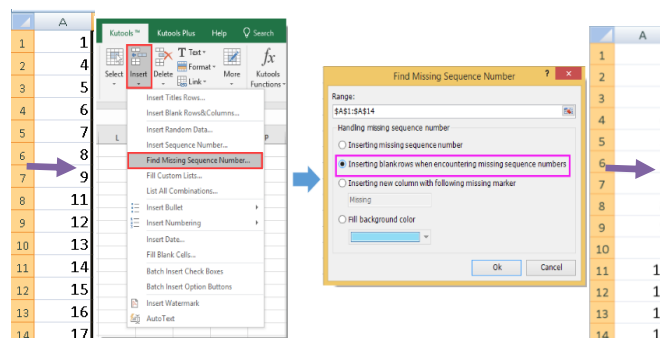 A
1 1
2 4
3 5
4 6
5 7
6 8
7 9
8 11
9 12
10 13
11 14
12 15
13 16
14 17
Kutools ™ Kutools Plus Help Search
Select Insert Delete Text Format Link More Kutools Functions
fx
L P
Insert Titles Rows...
Insert Blank Rows&Columns...
Insert Random Data...
Insert Sequence Number...
Find Missing Sequence Number...
Fill Custom Lists...
List All Combinations...
Insert Bullet
Insert Numbering
Insert Date...
Fill Blank Cells...
Batch Insert Check Boxes
Batch Insert Option Buttons
Insert Watermark
AutoText
Find Missing Sequence Number ? ×
Range:
$A$1:$A$14
Handling missing sequence number
Inserting missing sequence number
Inserting blank rows when encountering missing sequence numbers
Inserting new column with following missing marker
Missing
Fill background color
Ok Cancel
A
1
2
3
4
5
6
7
8
9
10
11 1
12 1
13 1
14 1